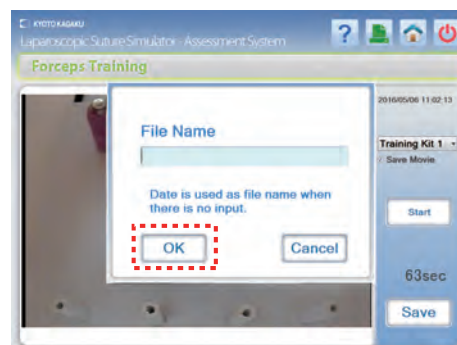 KYOTO KAGAKU
Laparoscopic Suture Simulator - Assessment System
?
Forceps Training
2016/05/06 11:02:13
File Name
Training Kit 1
Save Movie
Date is used as file name when
there is no input.
Start
OK
Cancel
63sec
Save